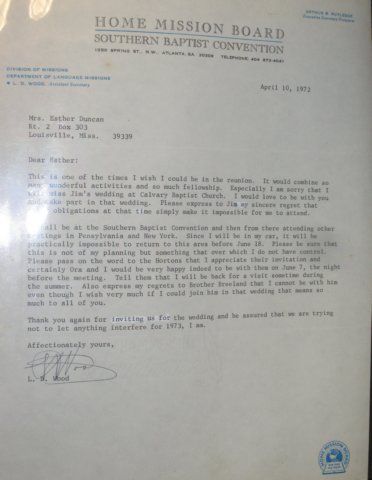 ARTHUR B. RUTLEDGE
Executive Secretary-Treasurer
HOME MISSION BOARD
SOUTHERN BAPTIST CONVENTION
1350 SPRING ST., N.W., ATLANTA, GA. 30309 TELEPHONE: 404 873-4041
DIVISION OF MISSIONS
DEPARTMENT OF LANGUAGE MISSIONS
L. D. WOOD, Assistant Secretary
April 10, 1972
Mrs. Esther Duncan
Rt. 2 Box 303
Louisville, Miss. 39339
Dear Esther:
This is one of the times I wish I could be in the reunion. It would combine so
many wonderful activities and so much fellowship. Especially I am sorry that I
will miss Jim's wedding at Calvary Baptist Church. I would love to be with you
and take part in that wedding. Please express to Jim my sincere regret that
obligations at that time simply make it impossible for me to attend.
I shall be at the Southern Baptist Convention and then from there attending other
meetings in Pensylvania and New York. Since I will be in my car, it will be
practically impossible to return to this area before June 18. Please be sure that
this is not of my planning but something that over which I do not have control.
Please pass on the word to the Bortons that I appreciate their invitation and
certainly Ora and I would be very happy indeed to be with them on June 7, the night
before the meeting. Tell them that I will be back for a visit sometime during
the summer. Also express my regrets to Brother Breeland that I cannot be with him
even though I wish very much if I could join him in that wedding that means so
much to all of you.
Thank you again for inviting us for the wedding and be assured that we are trying
not to let anything interfere for 1973, I am.
Affectionately yours,
L. D. Wood
HOME MISSION BOARD